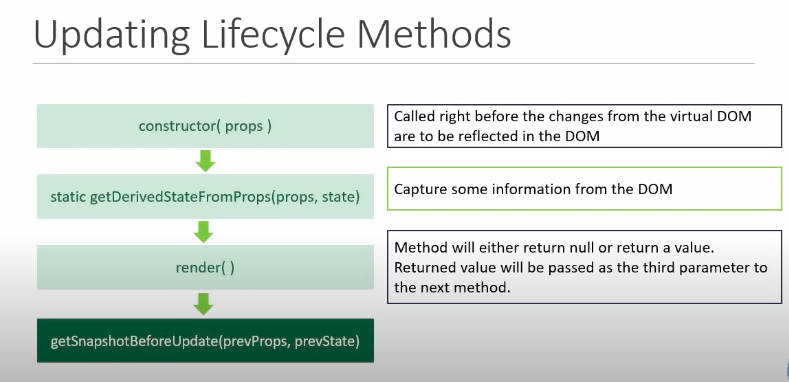 Updating Lifecycle Methods
constructor( props )
static getDerivedStateFromProps(props, state)
render( )
getSnapshotBeforeUpdate(prevProps, prevState)
Called right before the changes from the virtual DOM
are to be reflected in the DOM
Capture some information from the DOM
Method will either return null or return a value.
Returned value will be passed as the third parameter to
the next method.